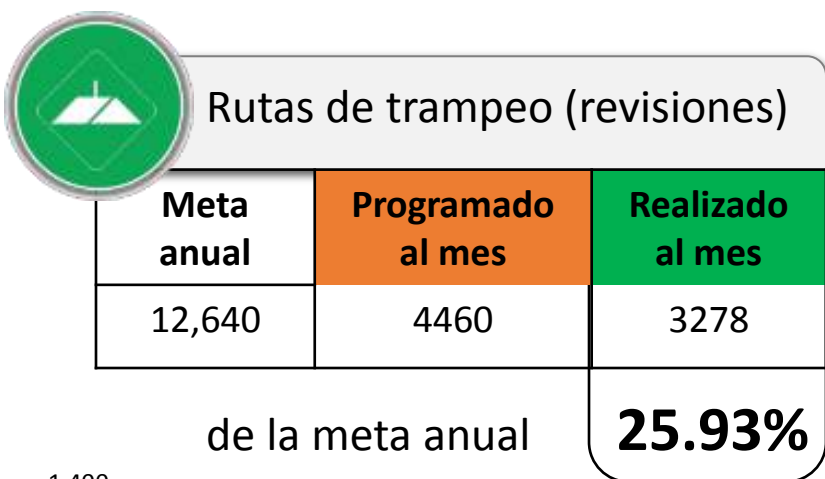 Rutas de trampeo (revisiones)
Meta anual
Programado al mes
Realizado al mes
12,640
4460
3278
de la meta anual
25.93%